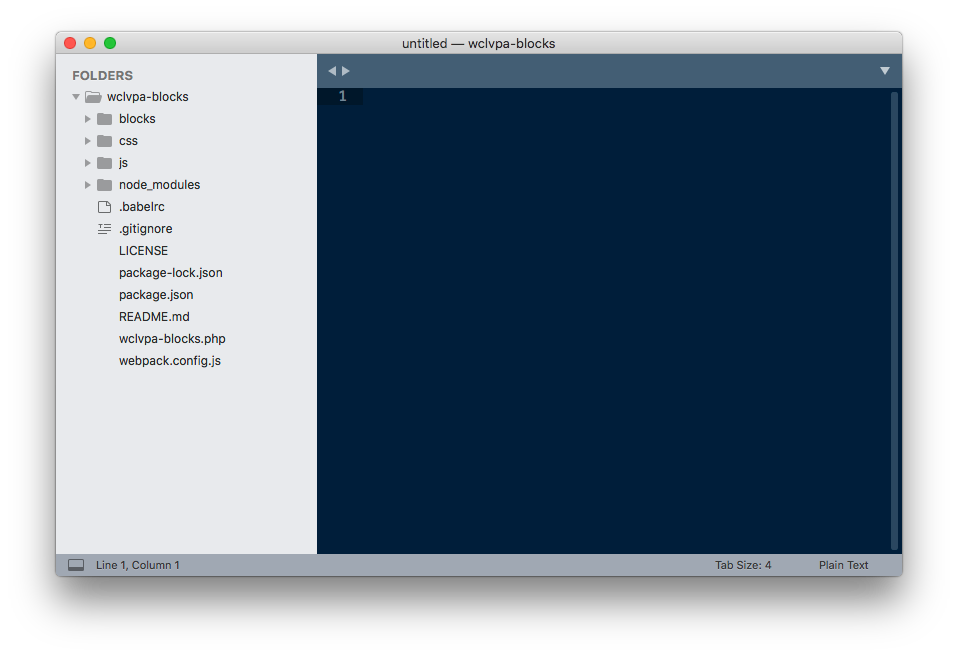 untitled — wclvpa-blocks
FOLDERS
wclvpa-blocks
blocks
css
js
node_modules
.babelrc
.gitignore
LICENSE
package-lock.json
package.json
README.md
wclvpa-blocks.php
webpack.config.js
1
Line 1, Column 1
Tab Size: 4
Plain Text